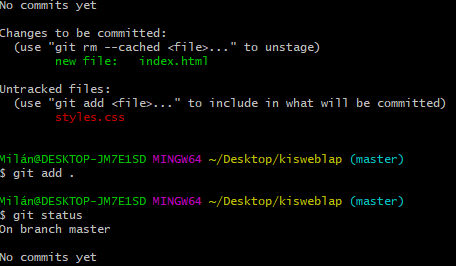 No commits yet
Changes to be committed:
  (use "git rm --cached <file>..." to unstage)
        new file:   index.html
Untracked files:
  (use "git add <file>..." to include in what will be committed)
        styles.css
Milán@DESKTOP-JM7E1SD MINGW64 ~/Desktop/kisweblap (master)
$ git add .
Milán@DESKTOP-JM7E1SD MINGW64 ~/Desktop/kisweblap (master)
$ git status
On branch master
No commits yet